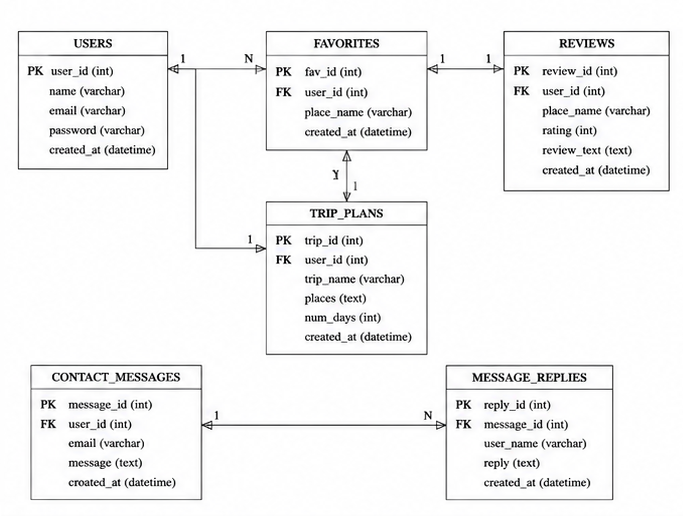 USERS
PK user_id (int)
name (varchar)
email (varchar)
password (varchar)
created_at (datetime)
1
N
FAVORITES
PK fav_id (int)
FK user_id (int)
place_name (varchar)
created_at (datetime)
1
1
REVIEWS
PK review_id (int)
FK user_id (int)
place_name (varchar)
rating (int)
review_text (text)
created_at (datetime)
Y
1
1
TRIP_PLANS
PK trip_id (int)
FK user_id (int)
trip_name (varchar)
places (text)
num_days (int)
created_at (datetime)
CONTACT_MESSAGES
PK message_id (int)
FK user_id (int)
email (varchar)
message (text)
croated_at (datetime)
1
N
MESSAGE_REPLIES
PK reply_id (int)
FK message_id (int)
user_name (varchar)
reply (text)
created_at (datetime)